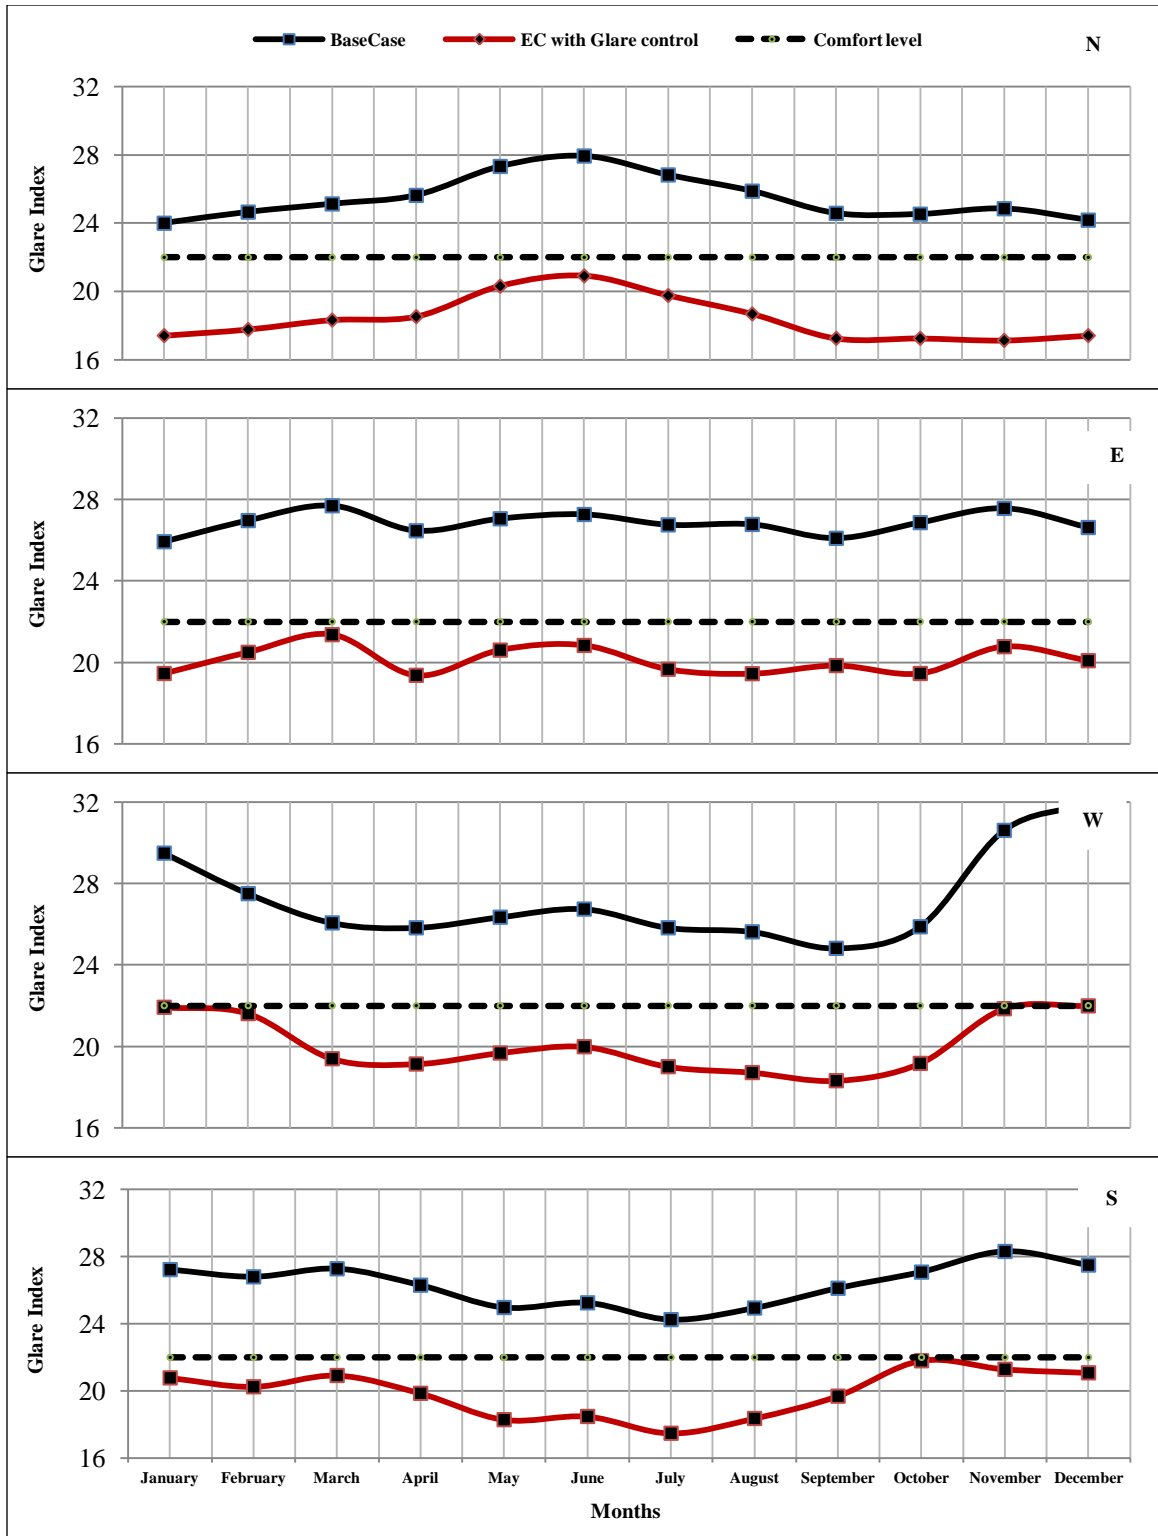 BaseCase EC with Glare control Comfort level N
32
28
24
20
16
Glare Index
E
32
28
24
20
16
Glare Index
W
32
28
24
20
16
Glare Index
S
32
28
24
20
16
Glare Index
January February March April May June July August September October November December
Months